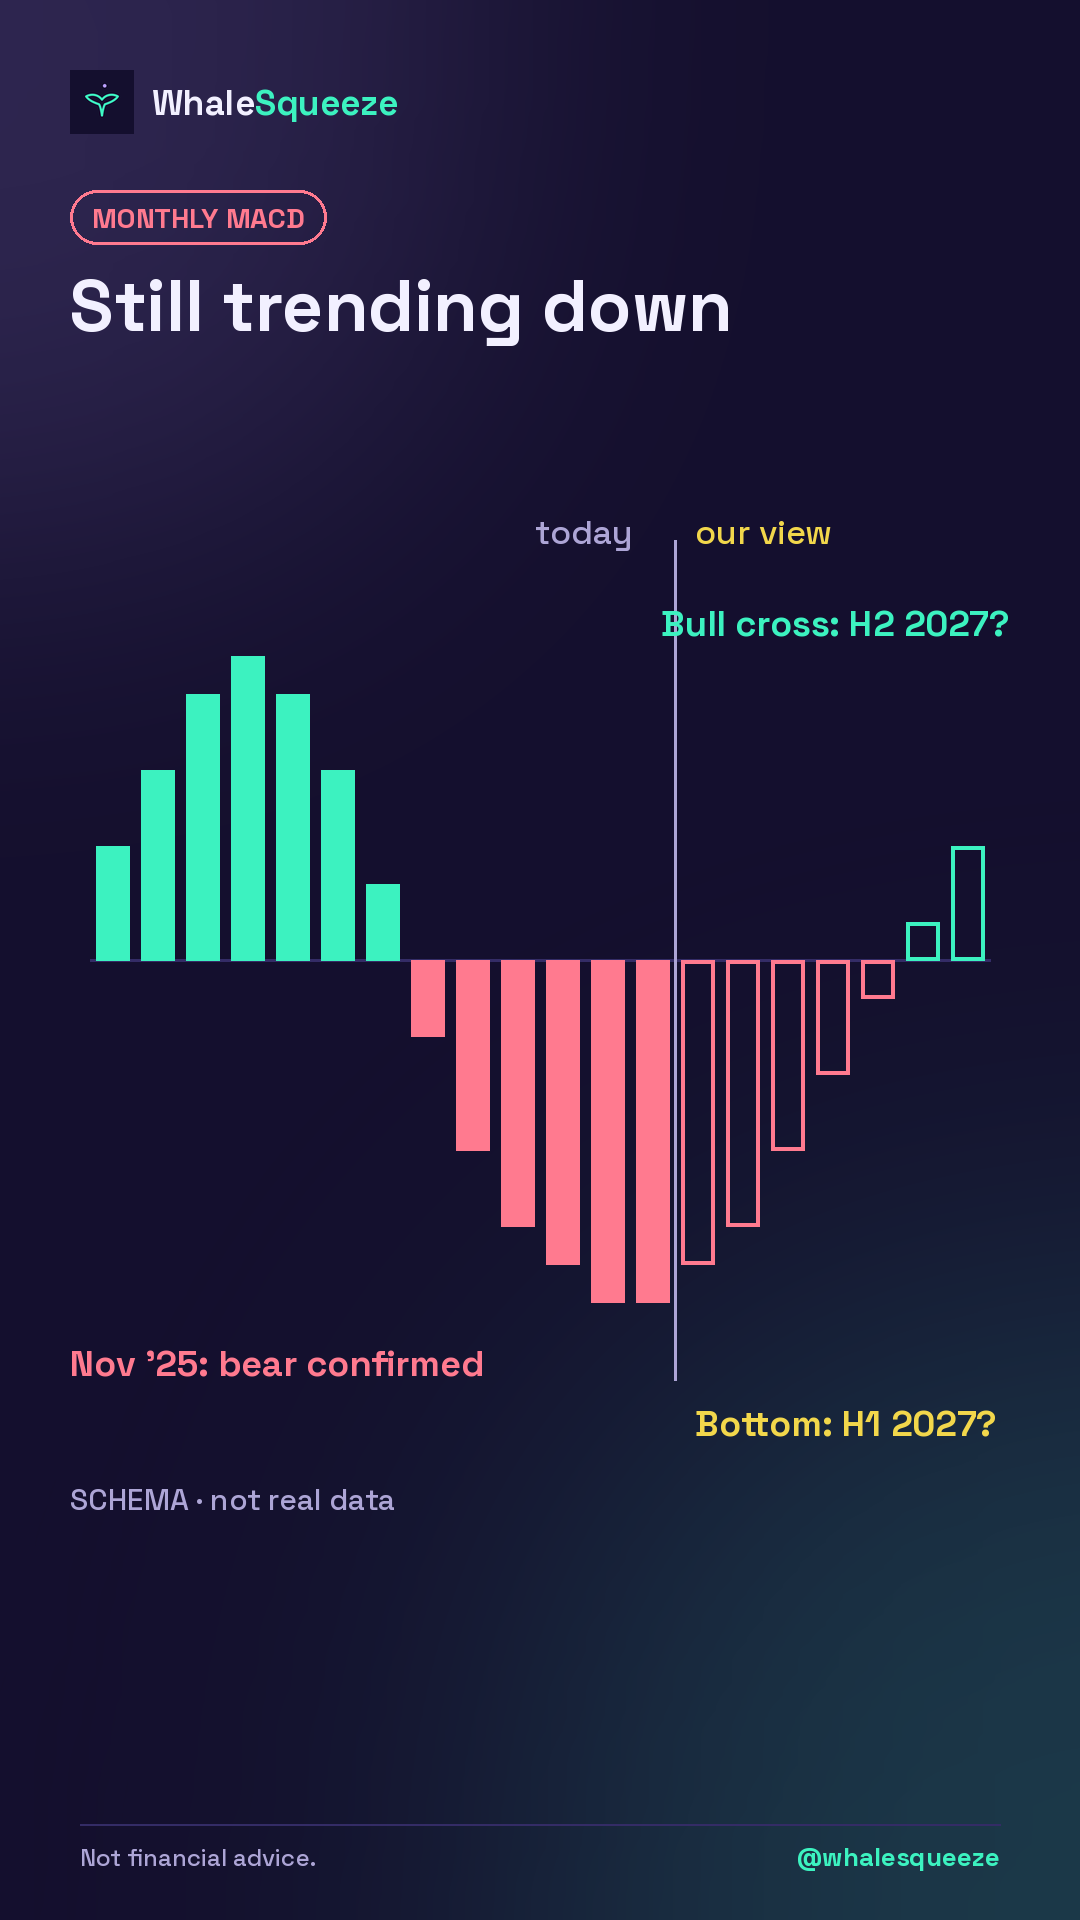 WhaleSqueeze
MONTHLY MACD
Still trending down
today
our view
Bull cross: H2 2027?
Nov ’25: bear confirmed
Bottom: H1 2027?
SCHEMA · not real data
Not financial advice.
@whalesqueeze